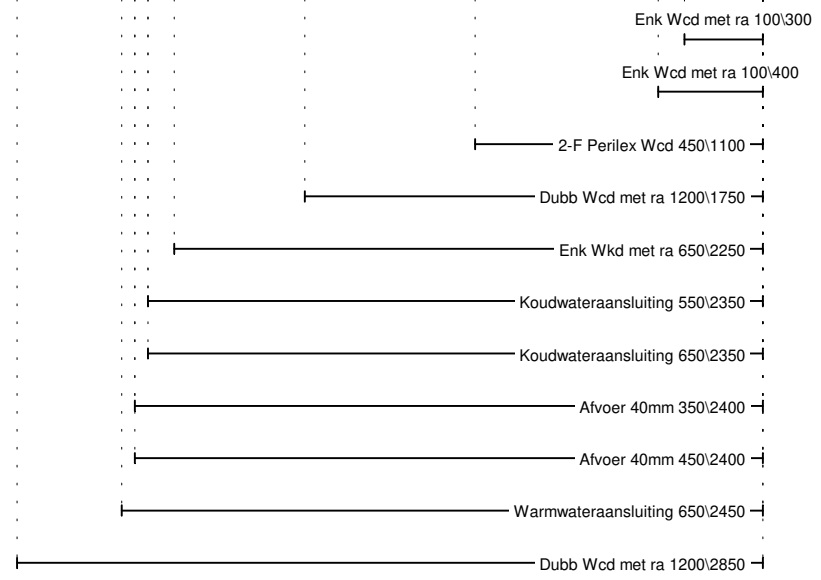 Enk Wcd met ra 100\300
Enk Wcd met ra 100\400
2-F Perilex Wcd 450\1100
Dubb Wcd met ra 1200\1750
Enk Wkd met ra 650\2250
Koudwateraansluiting 550\2350
Koudwateraansluiting 650\2350
Afvoer 40mm 350\2400
Afvoer 40mm 450\2400
Warmwateraansluiting 650\2450
Dubb Wcd met ra 1200\2850